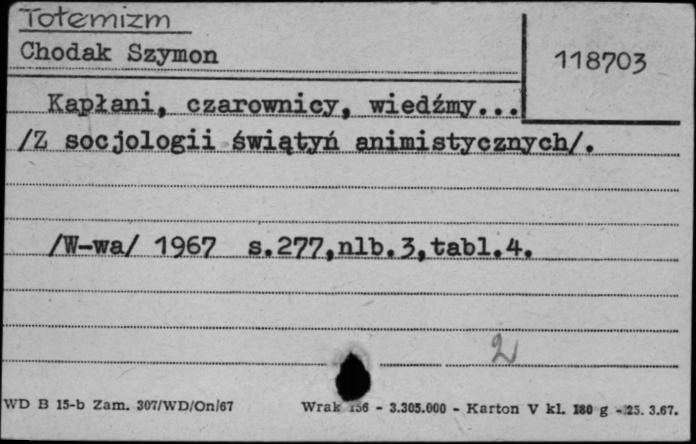 Totemizm
Chodak Szymon
118703
Kapłani, czarownicy, wiedźmy...
/Z socjologii świątyń animistycznych/.
/W-wa/ 1967 s.277,nlb.3,tabl.4.
2
WD B 15-b Zam. 307/WD/On/67 Wrak 156 - 3.305.000 - Karton V kl. 180 g - 25. 3.67.